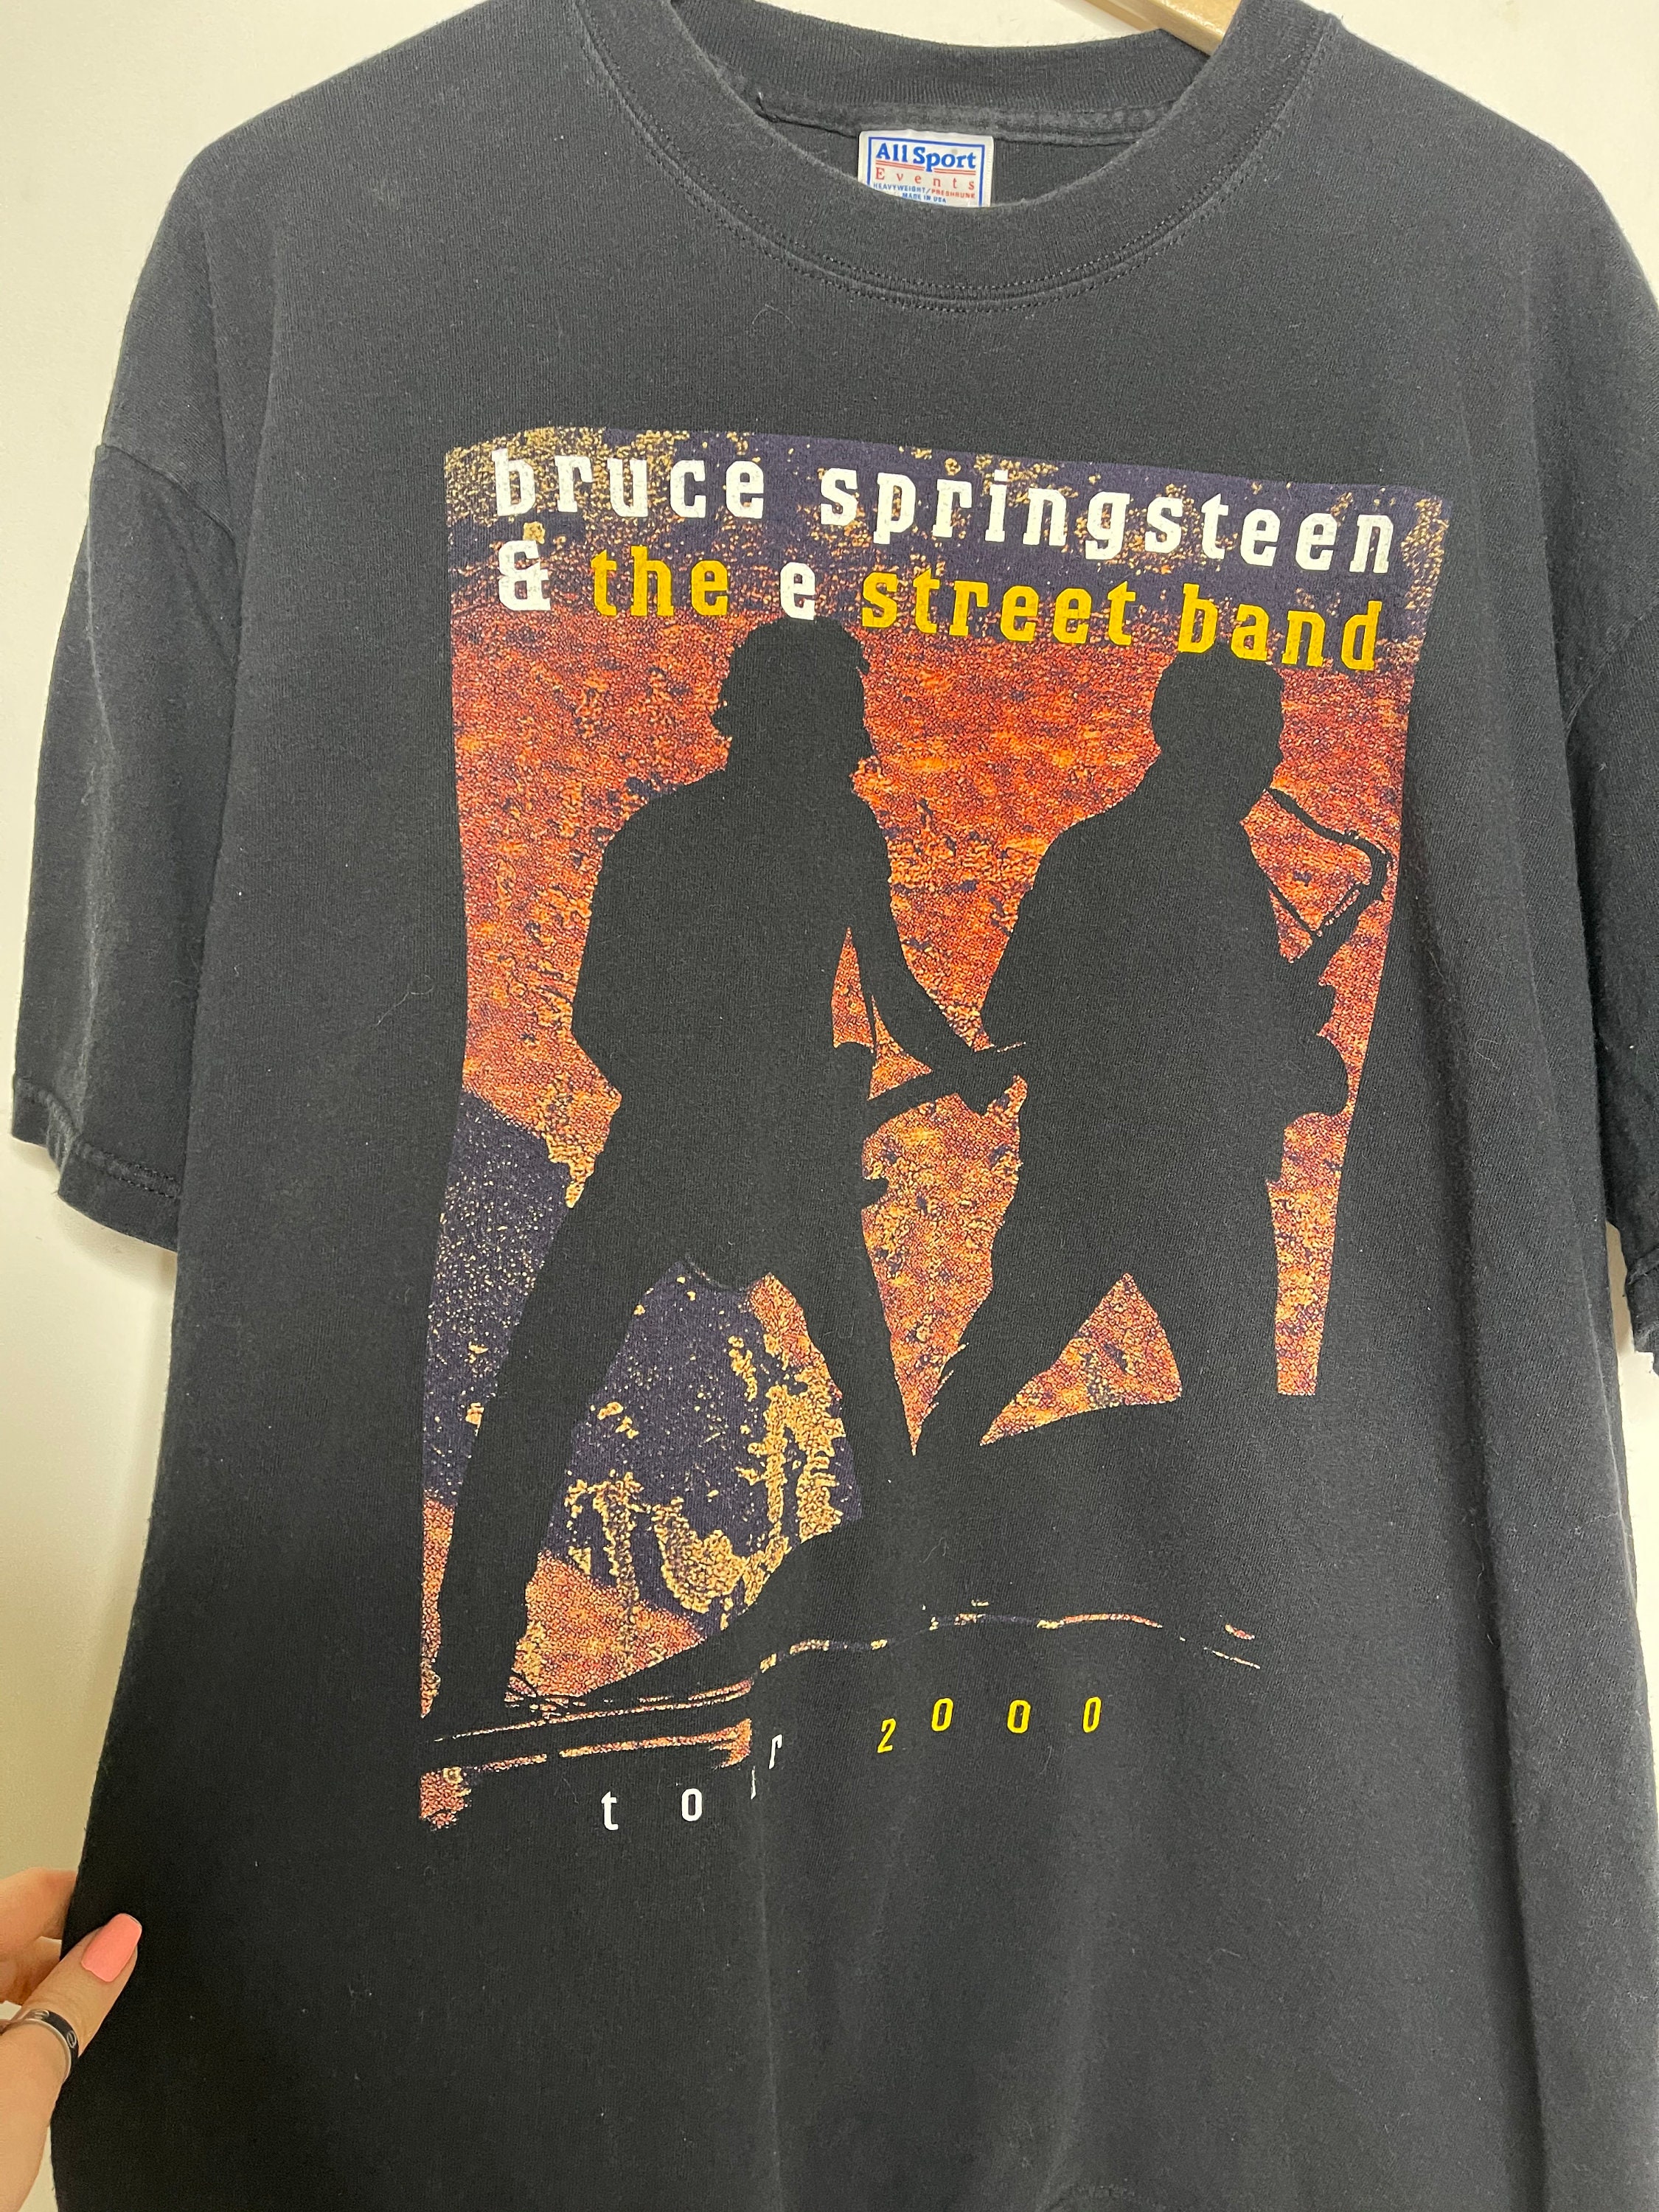 All Sport
Events
HEAVYWEIGHT/PRESHRUNK
MADE IN USA
bruce springsteen
& the e street band
tour 2000